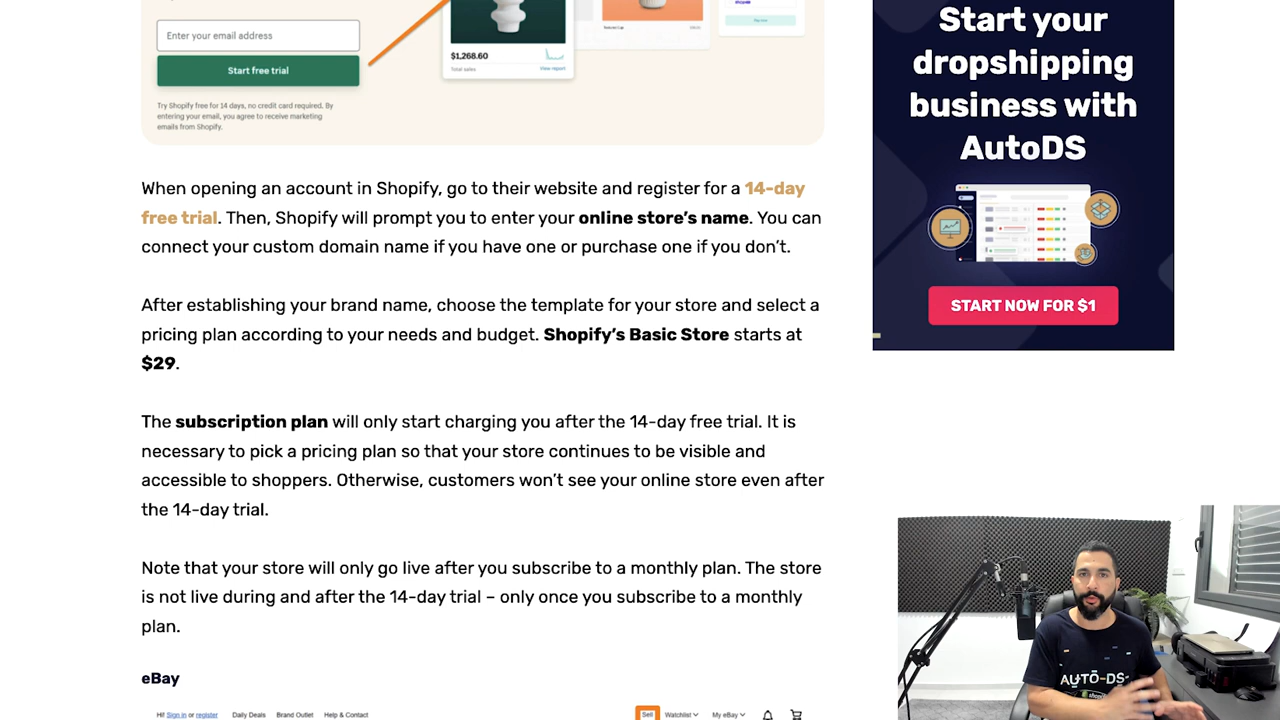 Enter your email address
Start free trial
Try Shopify free for 14 days, no credit card required. By
entering your email, you agree to receive marketing
emails from Shopify.
$1,268.60
Total sales
View report
When opening an account in Shopify, go to their website and register for a 14-day
free trial. Then, Shopify will prompt you to enter your online store’s name. You can
connect your custom domain name if you have one or purchase one if you don’t.
After establishing your brand name, choose the template for your store and select a
pricing plan according to your needs and budget. Shopify’s Basic Store starts at
$29.
The subscription plan will only start charging you after the 14-day free trial. It is
necessary to pick a pricing plan so that your store continues to be visible and
accessible to shoppers. Otherwise, customers won’t see your online store even after
the 14-day trial.
Note that your store will only go live after you subscribe to a monthly plan. The store
is not live during and after the 14-day trial – only once you subscribe to a monthly
plan.
eBay
Hi! Sign in or register Daily Deals Brand Outlet Help & Contact
Sell Watchlist My eBay
Start your
dropshipping
business with
AutoDS
START NOW FOR $1
AUTO-DS